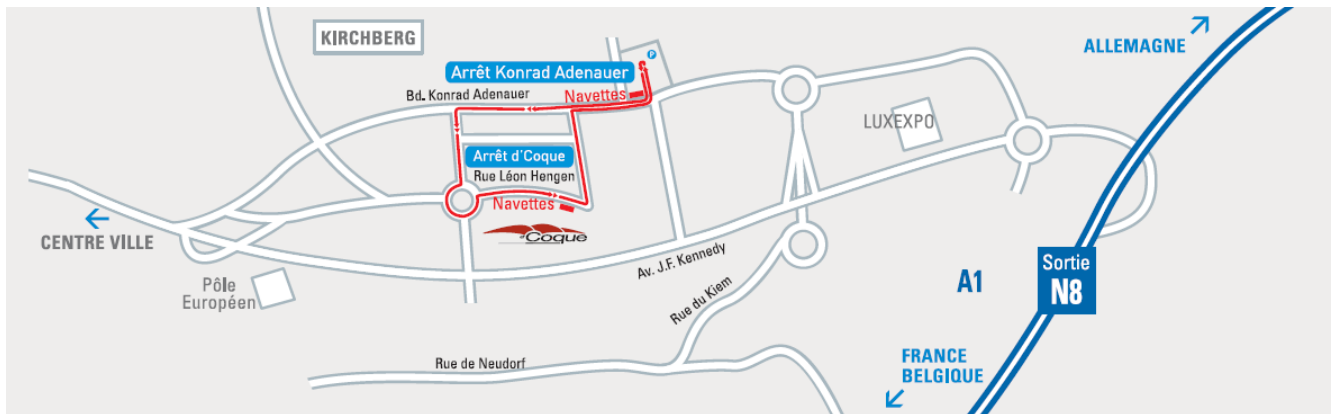 KIRCHBERG
ALLEMAGNE
P
Arrêt Konrad Adenauer
Bd. Konrad Adenauer
Navettes
LUXEXPO
Arrêt d'Coque
Rue Léon Hengen
Navettes
d'Coque
CENTRE VILLE
Pôle
Européen
Av. J.F. Kennedy
Rue du Kiem
A1
Sortie
N8
Rue de Neudorf
FRANCE
BELGIQUE